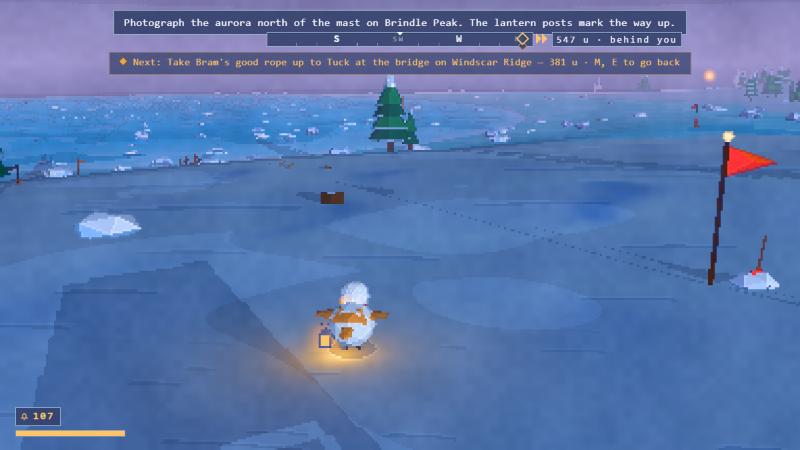 Photograph the aurora north of the mast on Brindle Peak. The lantern posts mark the way up.
S SW W
547 u · behind you
Next: Take Bram's good rope up to Tuck at the bridge on Windscar Ridge — 381 u · M, E to go back
107